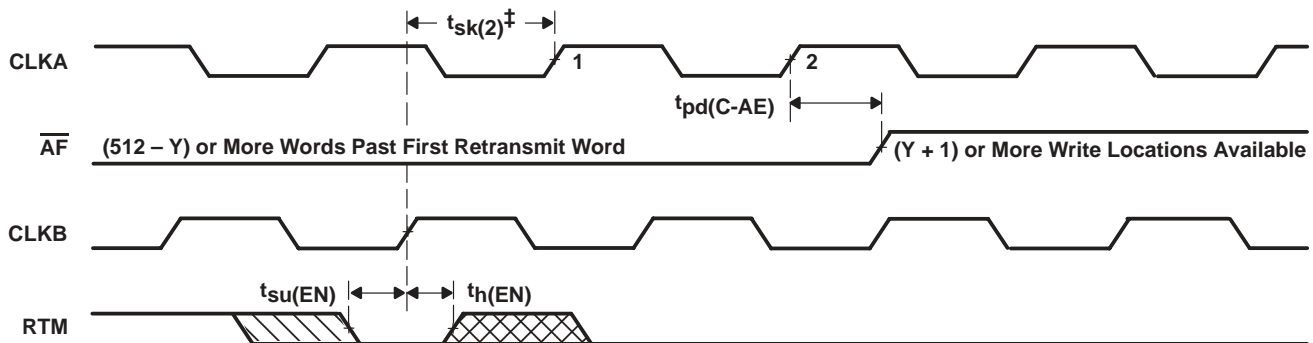 tsk(2)‡
CLKA
1
2
tpd(C-AE)
AF
(512 – Y) or More Words Past First Retransmit Word
(Y + 1) or More Write Locations Available
CLKB
tsu(EN)
th(EN)
RTM